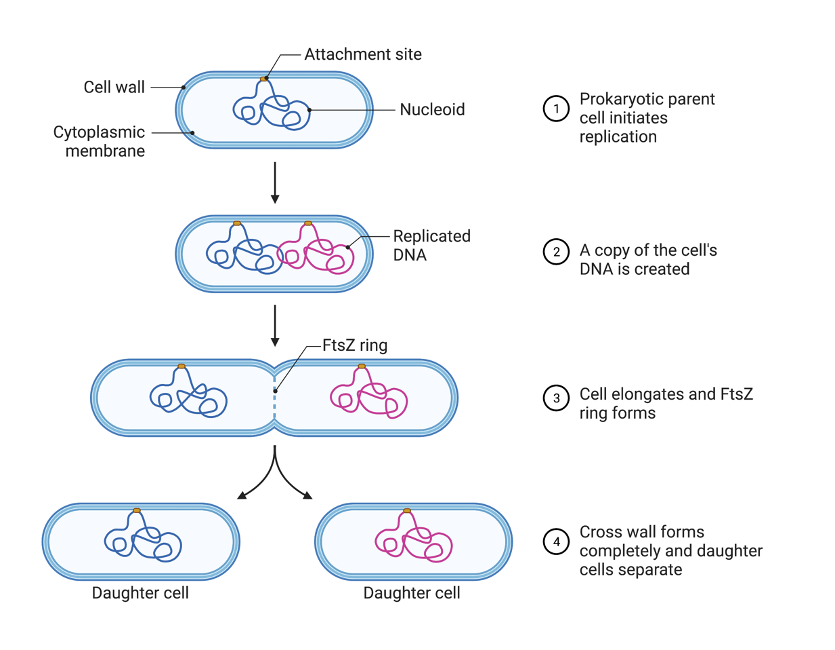 Attachment site
Cell wall
Nucleoid
Cytoplasmic
membrane
1
Prokaryotic parent
cell initiates
replication
Replicated
DNA
2
A copy of the cell's
DNA is created
FtsZ ring
3
Cell elongates and FtsZ
ring forms
4
Cross wall forms
completely and daughter
cells separate
Daughter cell
Daughter cell